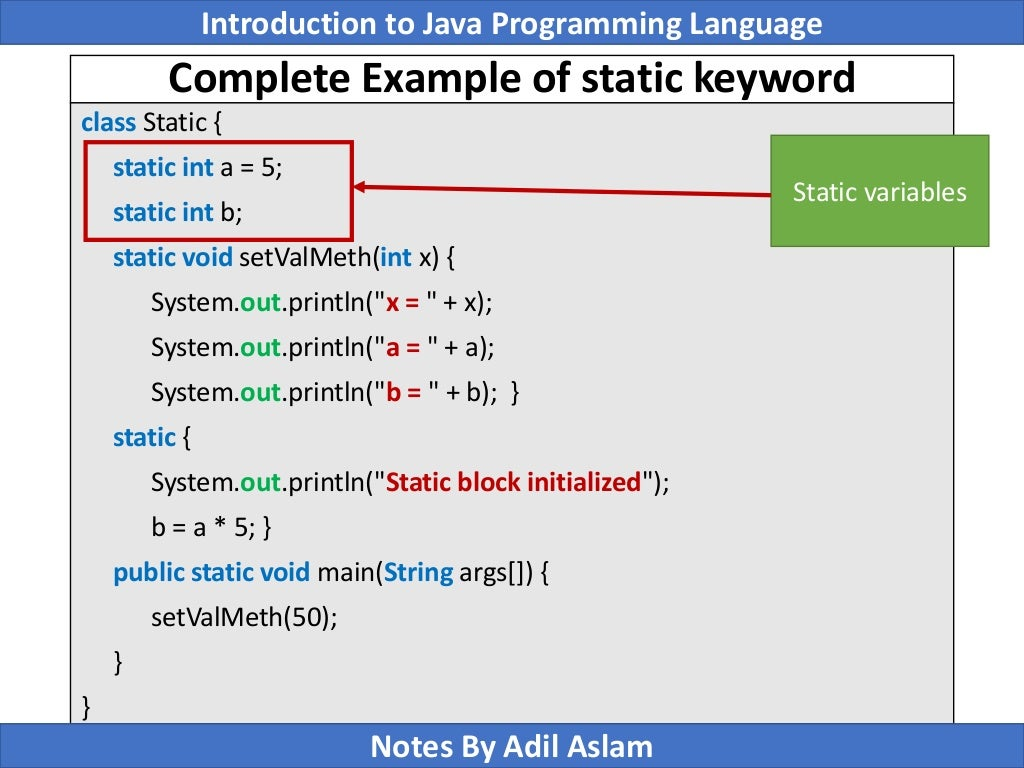 Introduction to Java Programming Language
Complete Example of static keyword
class Static {
static int a = 5;
static int b;
Static variables
static void setValMeth(int x) {
System.out.println("x = " + x);
System.out.println("a = " + a);
System.out.println("b = " + b);  }
static {
System.out.println("Static block initialized");
b = a * 5; }
public static void main(String args[]) {
setValMeth(50);
}
}
Notes By Adil Aslam